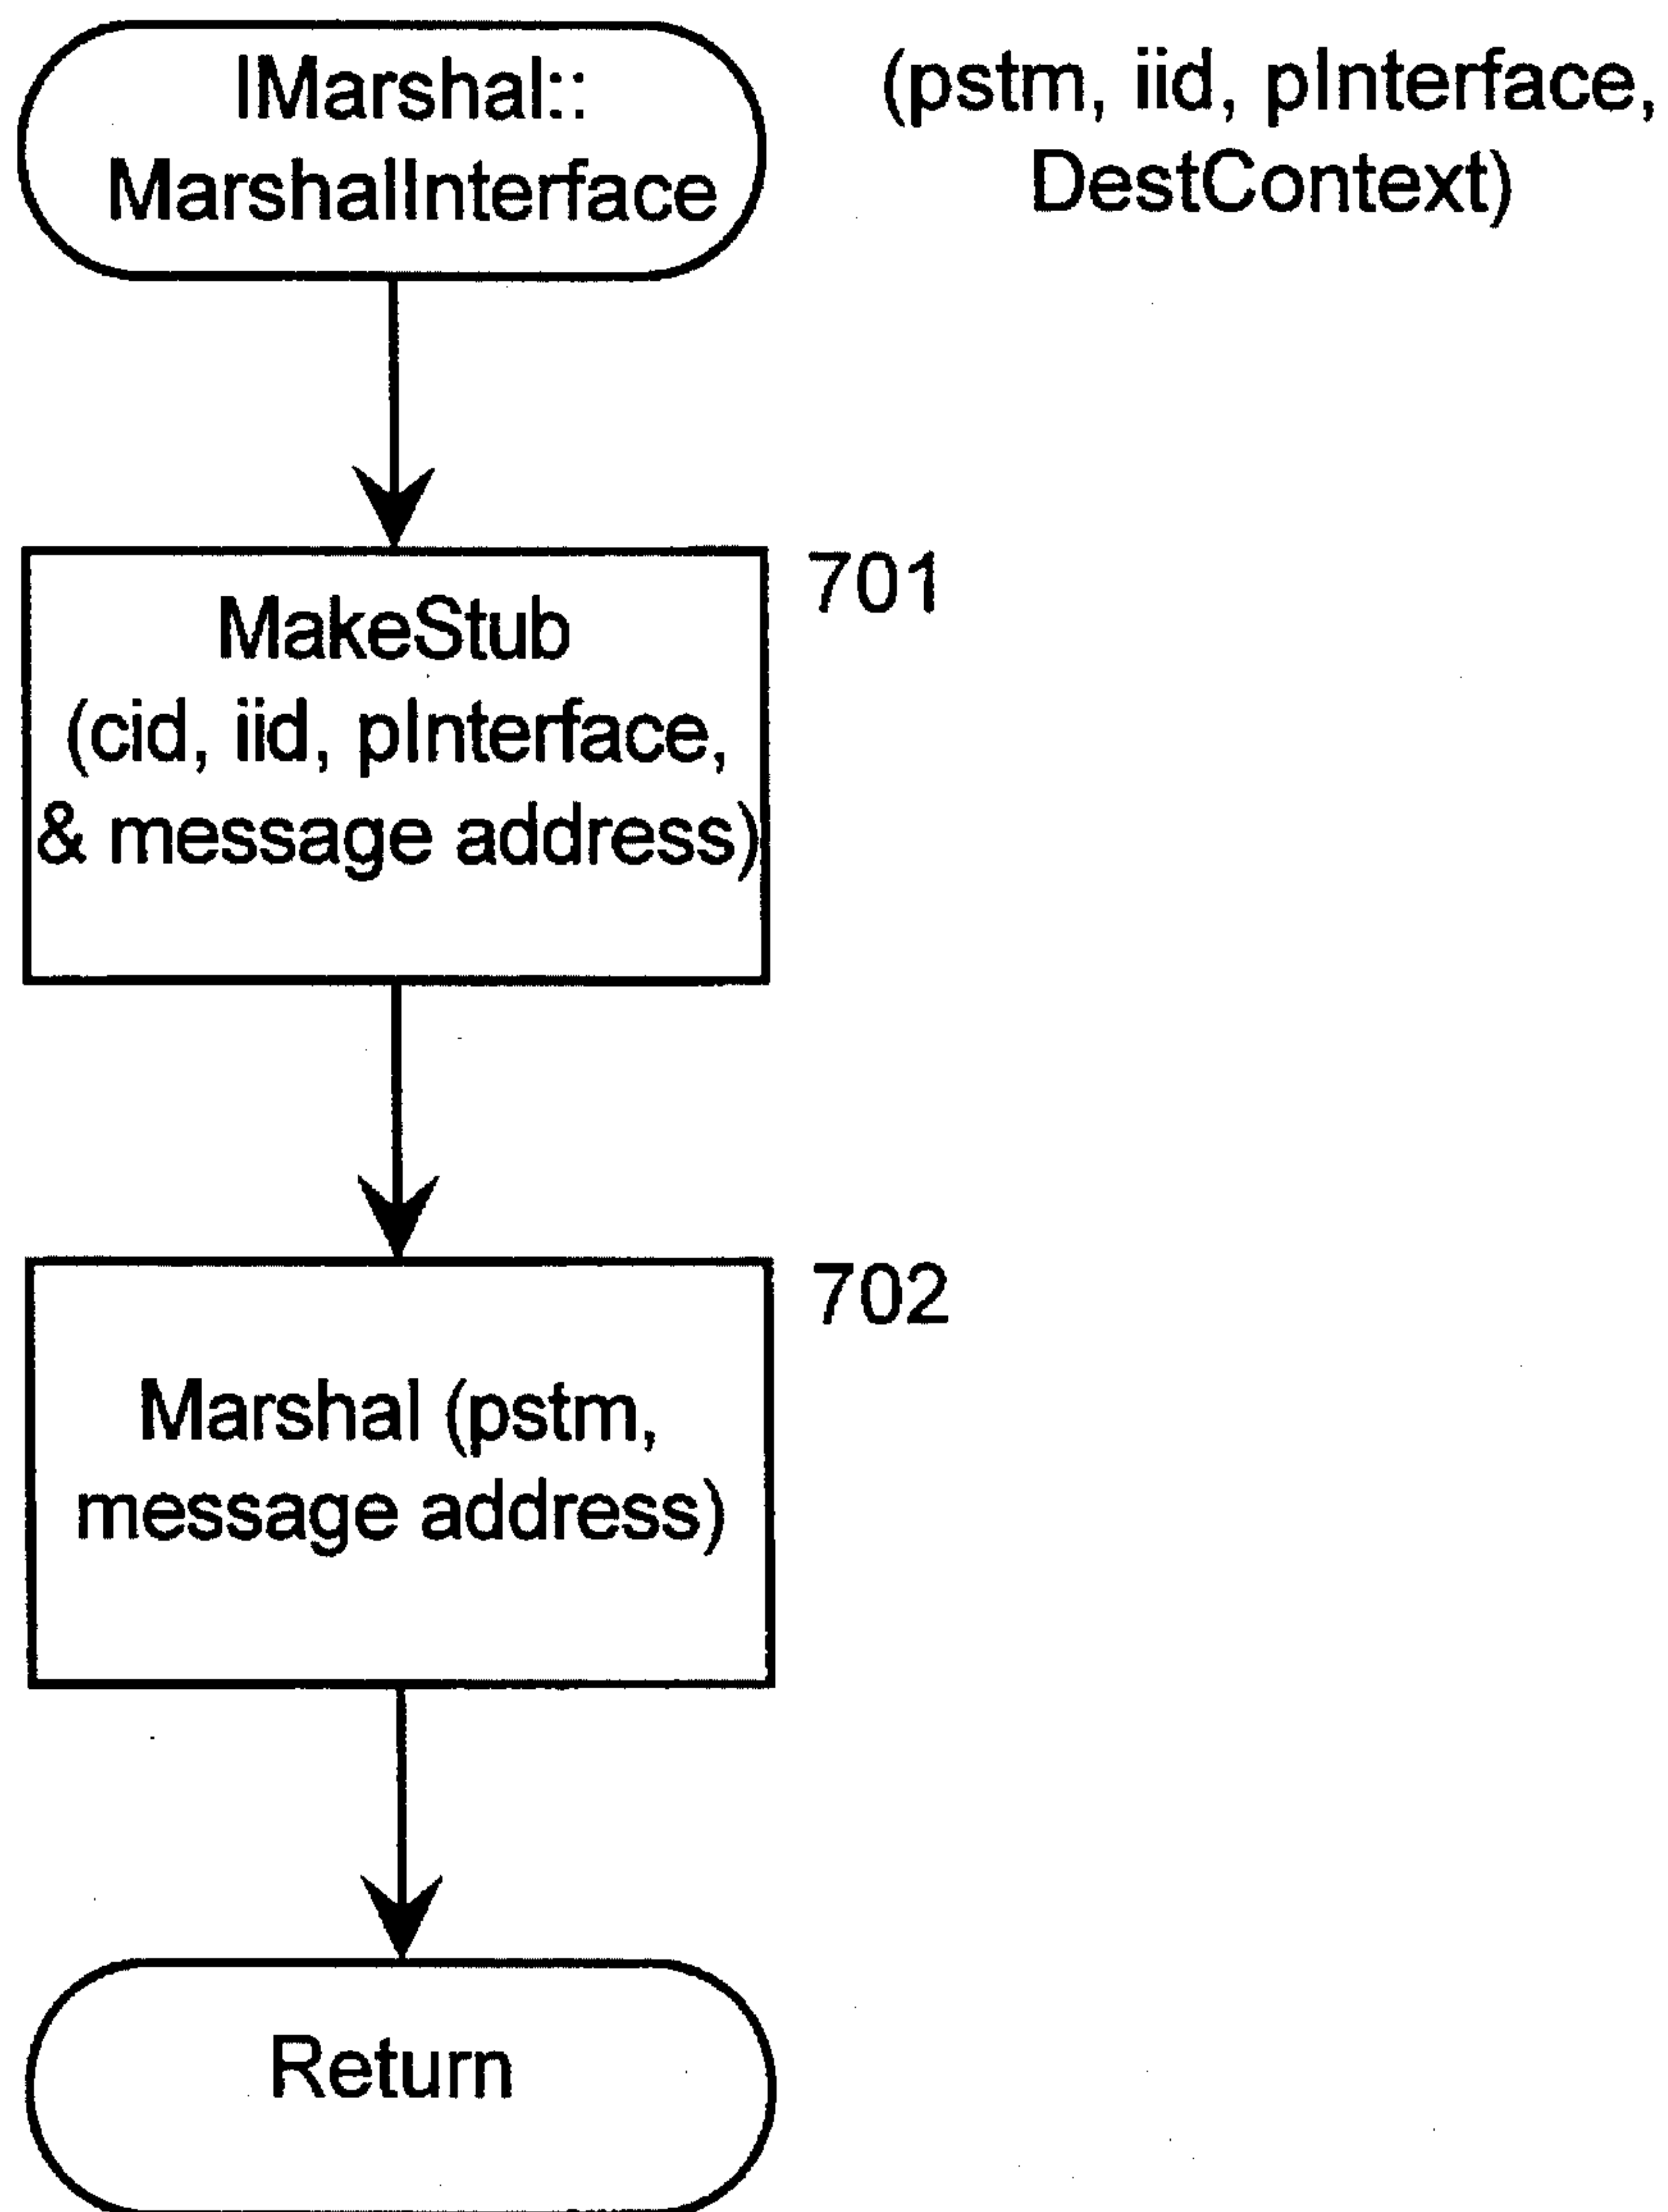 IMarshal::
MarshalInterface
(pstm, iid, pInterface,
DestContext)
701
MakeStub
(cid, iid, pInterface,
& message address)
702
Marshal (pstm,
message address)
Return